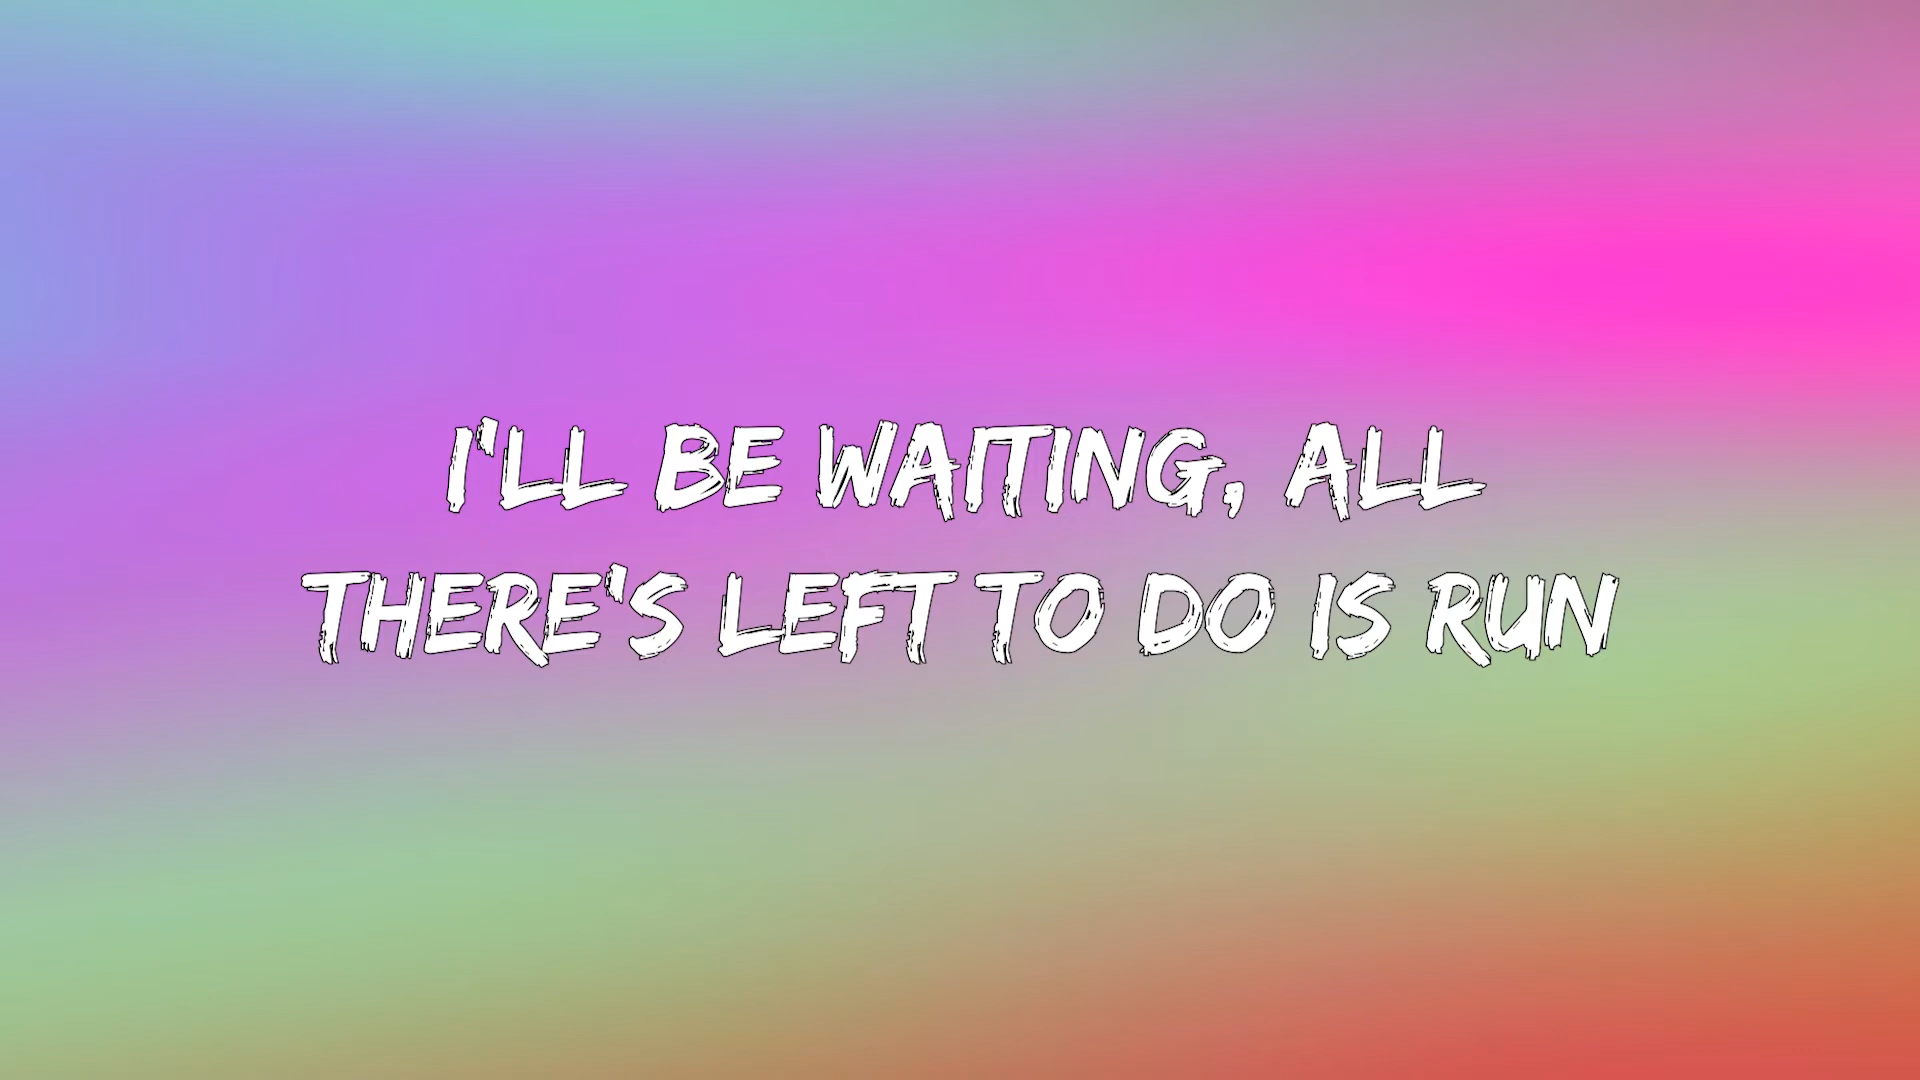 I'LL BE WAITING, ALL
THERE'S LEFT TO DO IS RUN